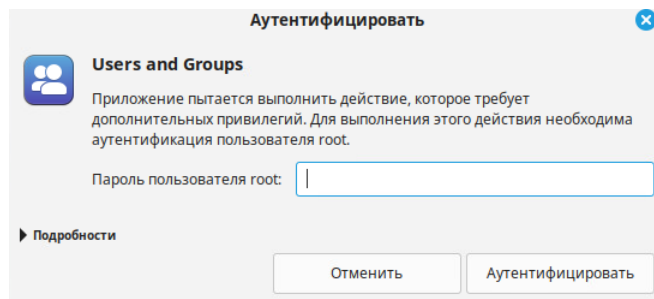 Аутентифицировать
Users and Groups
Приложение пытается выполнить действие, которое требует
дополнительных привилегий. Для выполнения этого действия необходима
аутентификация пользователя root.
Пароль пользователя root:
Подробности
Отменить
Аутентифицировать